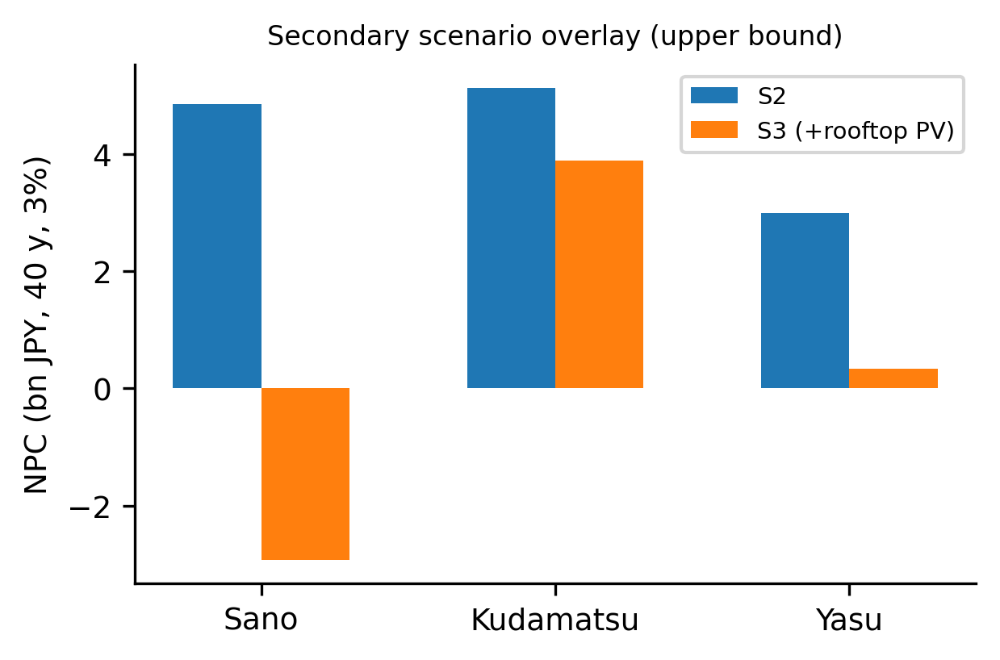 Secondary scenario overlay (upper bound)
S2
S3 (+rooftop PV)
NPC (bn JPY, 40 y, 3%)
4
2
0
−2
Sano
Kudamatsu
Yasu